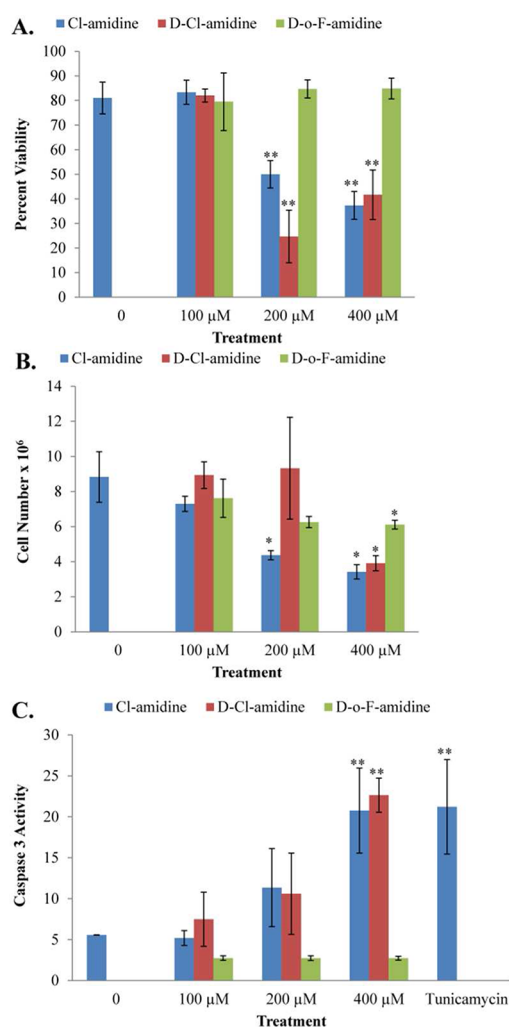 A. Cl-amidine D-Cl-amidine D-o-F-amidine
Percent Viability
100
90
80
70
60
50
40
30
20
10
0
** ** ** **
0 100 µM 200 µM 400 µM
Treatment
B. Cl-amidine D-Cl-amidine D-o-F-amidine
Cell Number x 10⁶
14
12
10
8
6
4
2
0
* * * *
0 100 µM 200 µM 400 µM
Treatment
C. Cl-amidine D-Cl-amidine D-o-F-amidine
Caspase 3 Activity
30
25
20
15
10
5
0
** ** **
0 100 µM 200 µM 400 µM Tunicamycin
Treatment